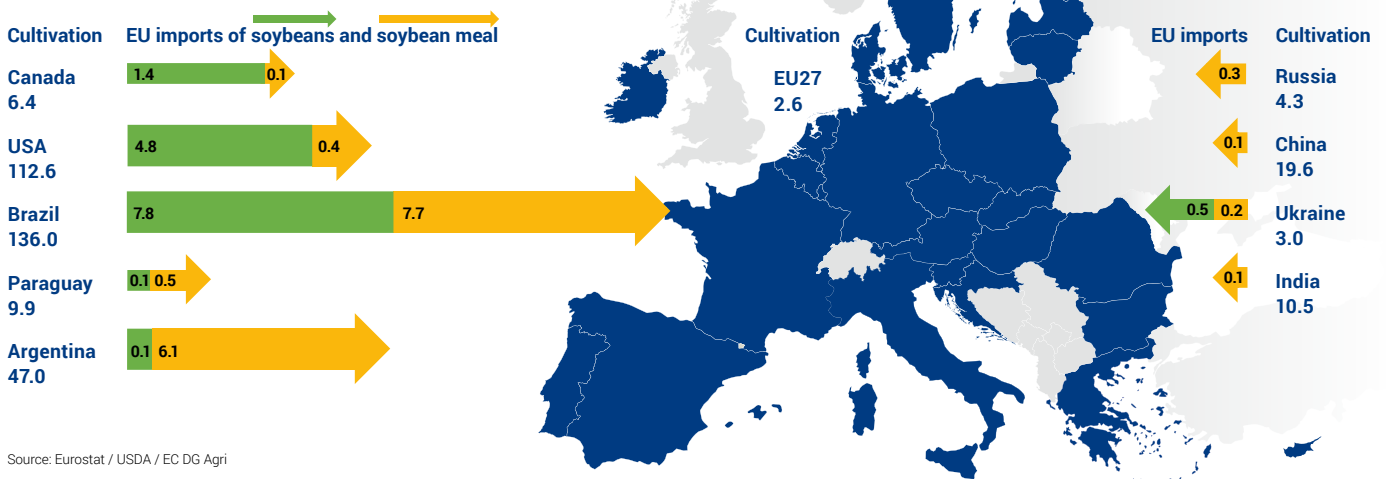 Cultivation EU imports of soybeans and soybean meal
Canada
6.4
1.4 0.1
USA
112.6
4.8 0.4
Brazil
136.0
7.8 7.7
Paraguay
9.9
0.1 0.5
Argentina
47.0
0.1 6.1
Cultivation
EU27
2.6
EU imports Cultivation
0.3 Russia
4.3
0.1 China
19.6
0.5 0.2 Ukraine
3.0
0.1 India
10.5
Source: Eurostat / USDA / EC DG Agri